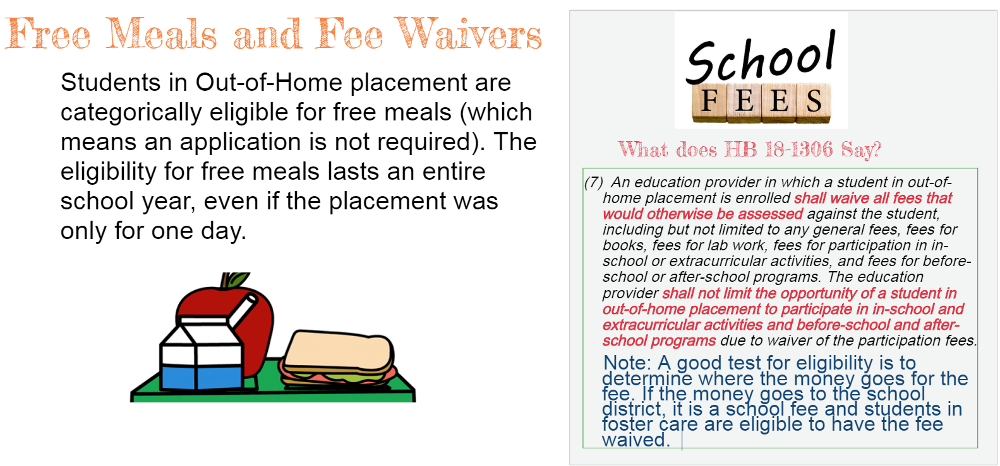 Free Meals and Fee Waivers
Students in Out-of-Home placement are
categorically eligible for free meals (which
means an application is not required). The
eligibility for free meals lasts an entire
school year, even if the placement was
only for one day.
School
FEES
What does HB 18-1306 Say?
(7) An education provider in which a student in out-of-
home placement is enrolled shall waive all fees that
would otherwise be assessed against the student,
including but not limited to any general fees, fees for
books, fees for lab work, fees for participation in in-
school or extracurricular activities, and fees for before-
school or after-school programs. The education
provider shall not limit the opportunity of a student in
out-of-home placement to participate in in-school and
extracurricular activities and before-school and after-
school programs due to waiver of the participation fees.
Note: A good test for eligibility is to
determine where the money goes for the
fee. If the money goes to the school
district, it is a school fee and students in
foster care are eligible to have the fee
waived.